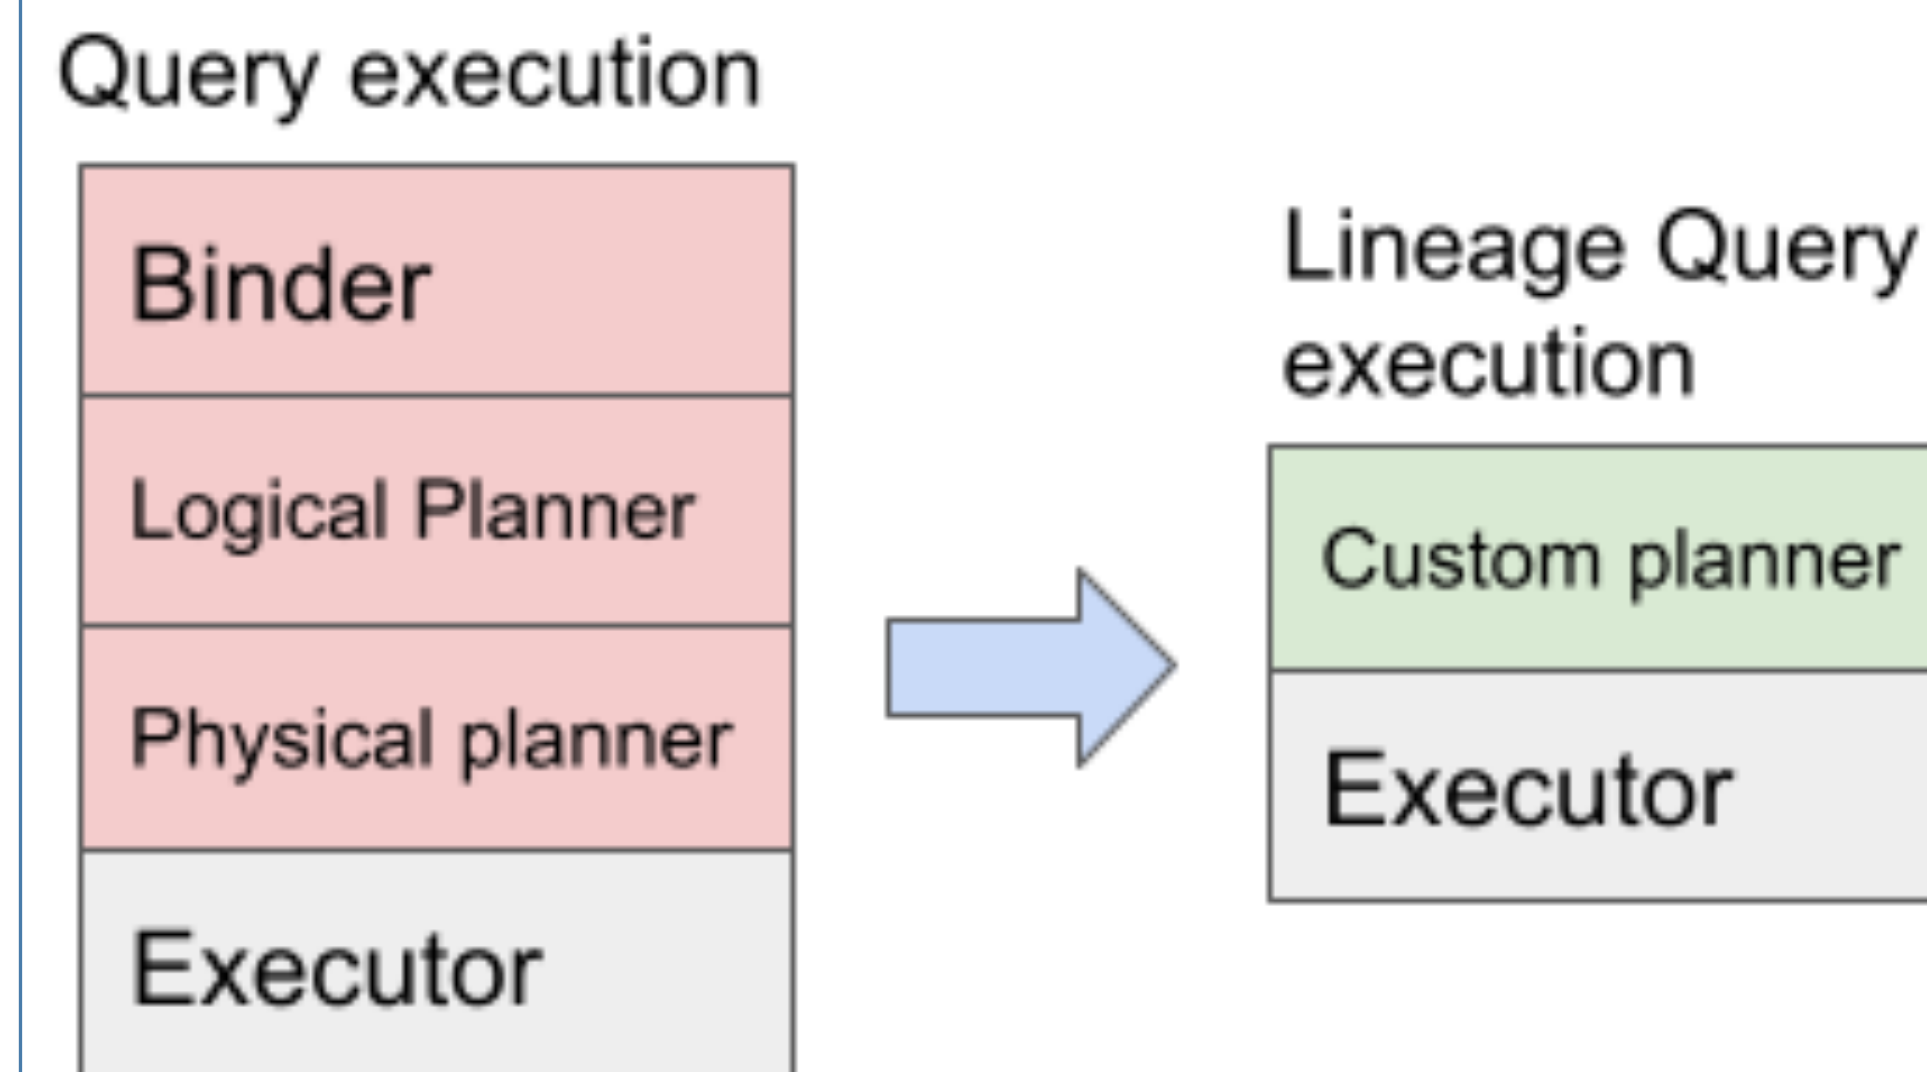 Query execution
Binder
Logical Planner
Physical planner
Executor
Lineage Query
execution
Custom planner
Executor